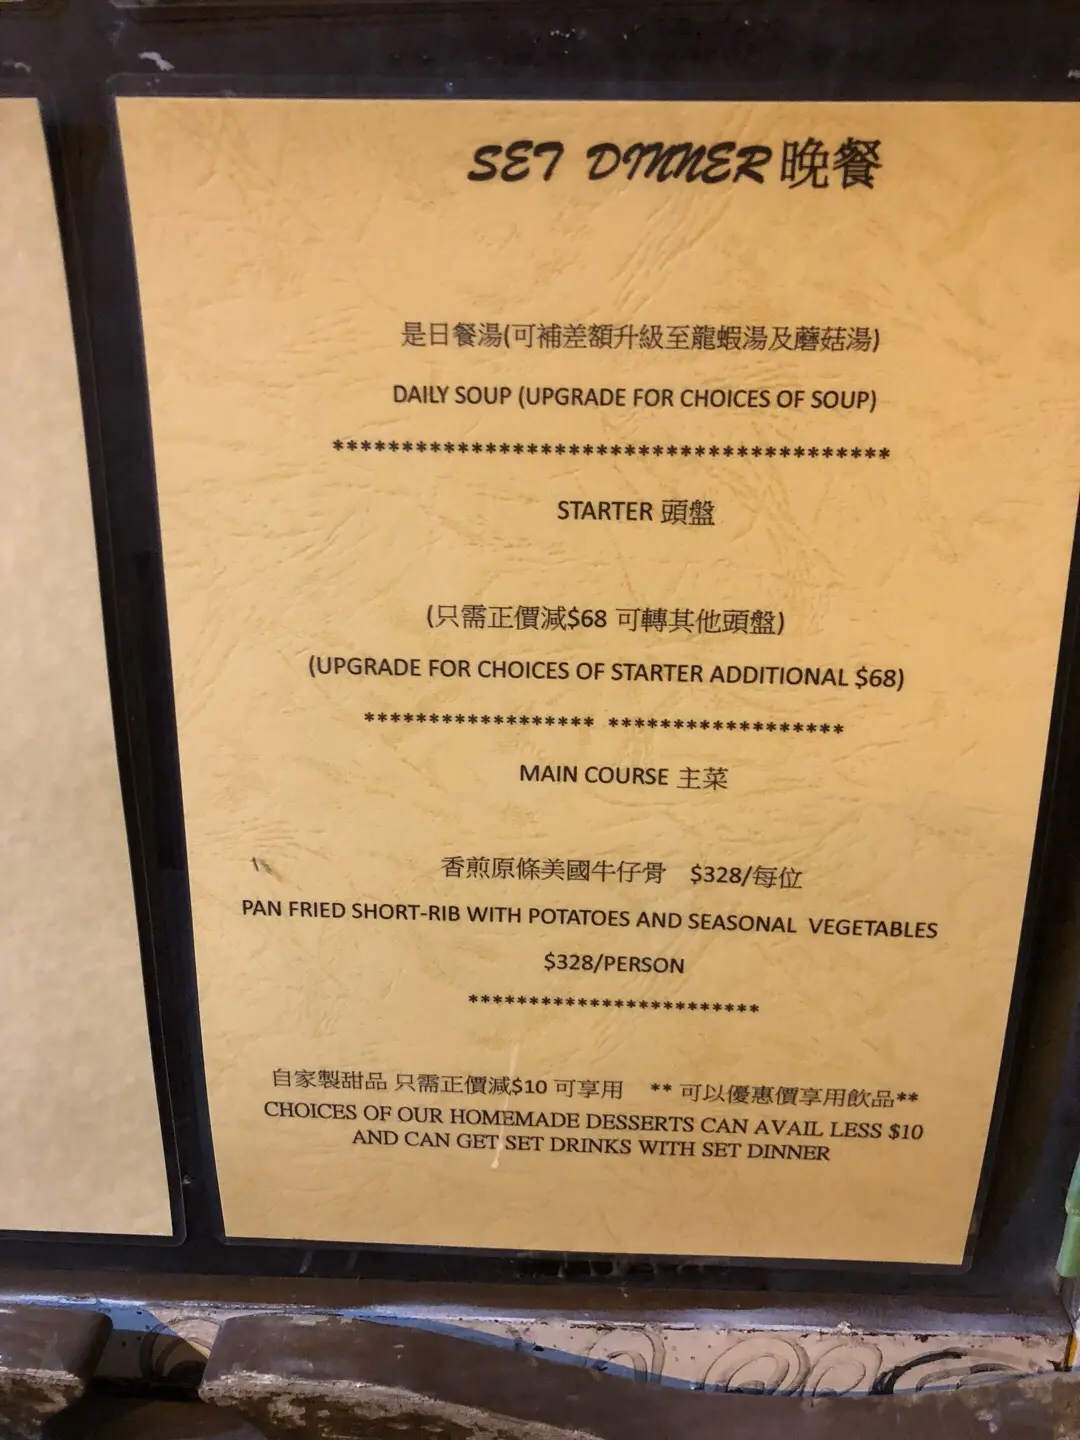 SET DINNER 晚餐
是日餐湯(可補差額升級至龍蝦湯及蘑菇湯)
DAILY SOUP (UPGRADE FOR CHOICES OF SOUP)
****************************************
STARTER 頭盤
(只需正價減$68 可轉其他頭盤)
(UPGRADE FOR CHOICES OF STARTER ADDITIONAL $68)
****************** ******************
MAIN COURSE 主菜
香煎原條美國牛仔骨 $328/每位
PAN FRIED SHORT-RIB WITH POTATOES AND SEASONAL VEGETABLES
$328/PERSON
************************
自家製甜品 只需正價減$10 可享用 ** 可以優惠價享用飲品**
CHOICES OF OUR HOMEMADE DESSERTS CAN AVAIL LESS $10
AND CAN GET SET DRINKS WITH SET DINNER